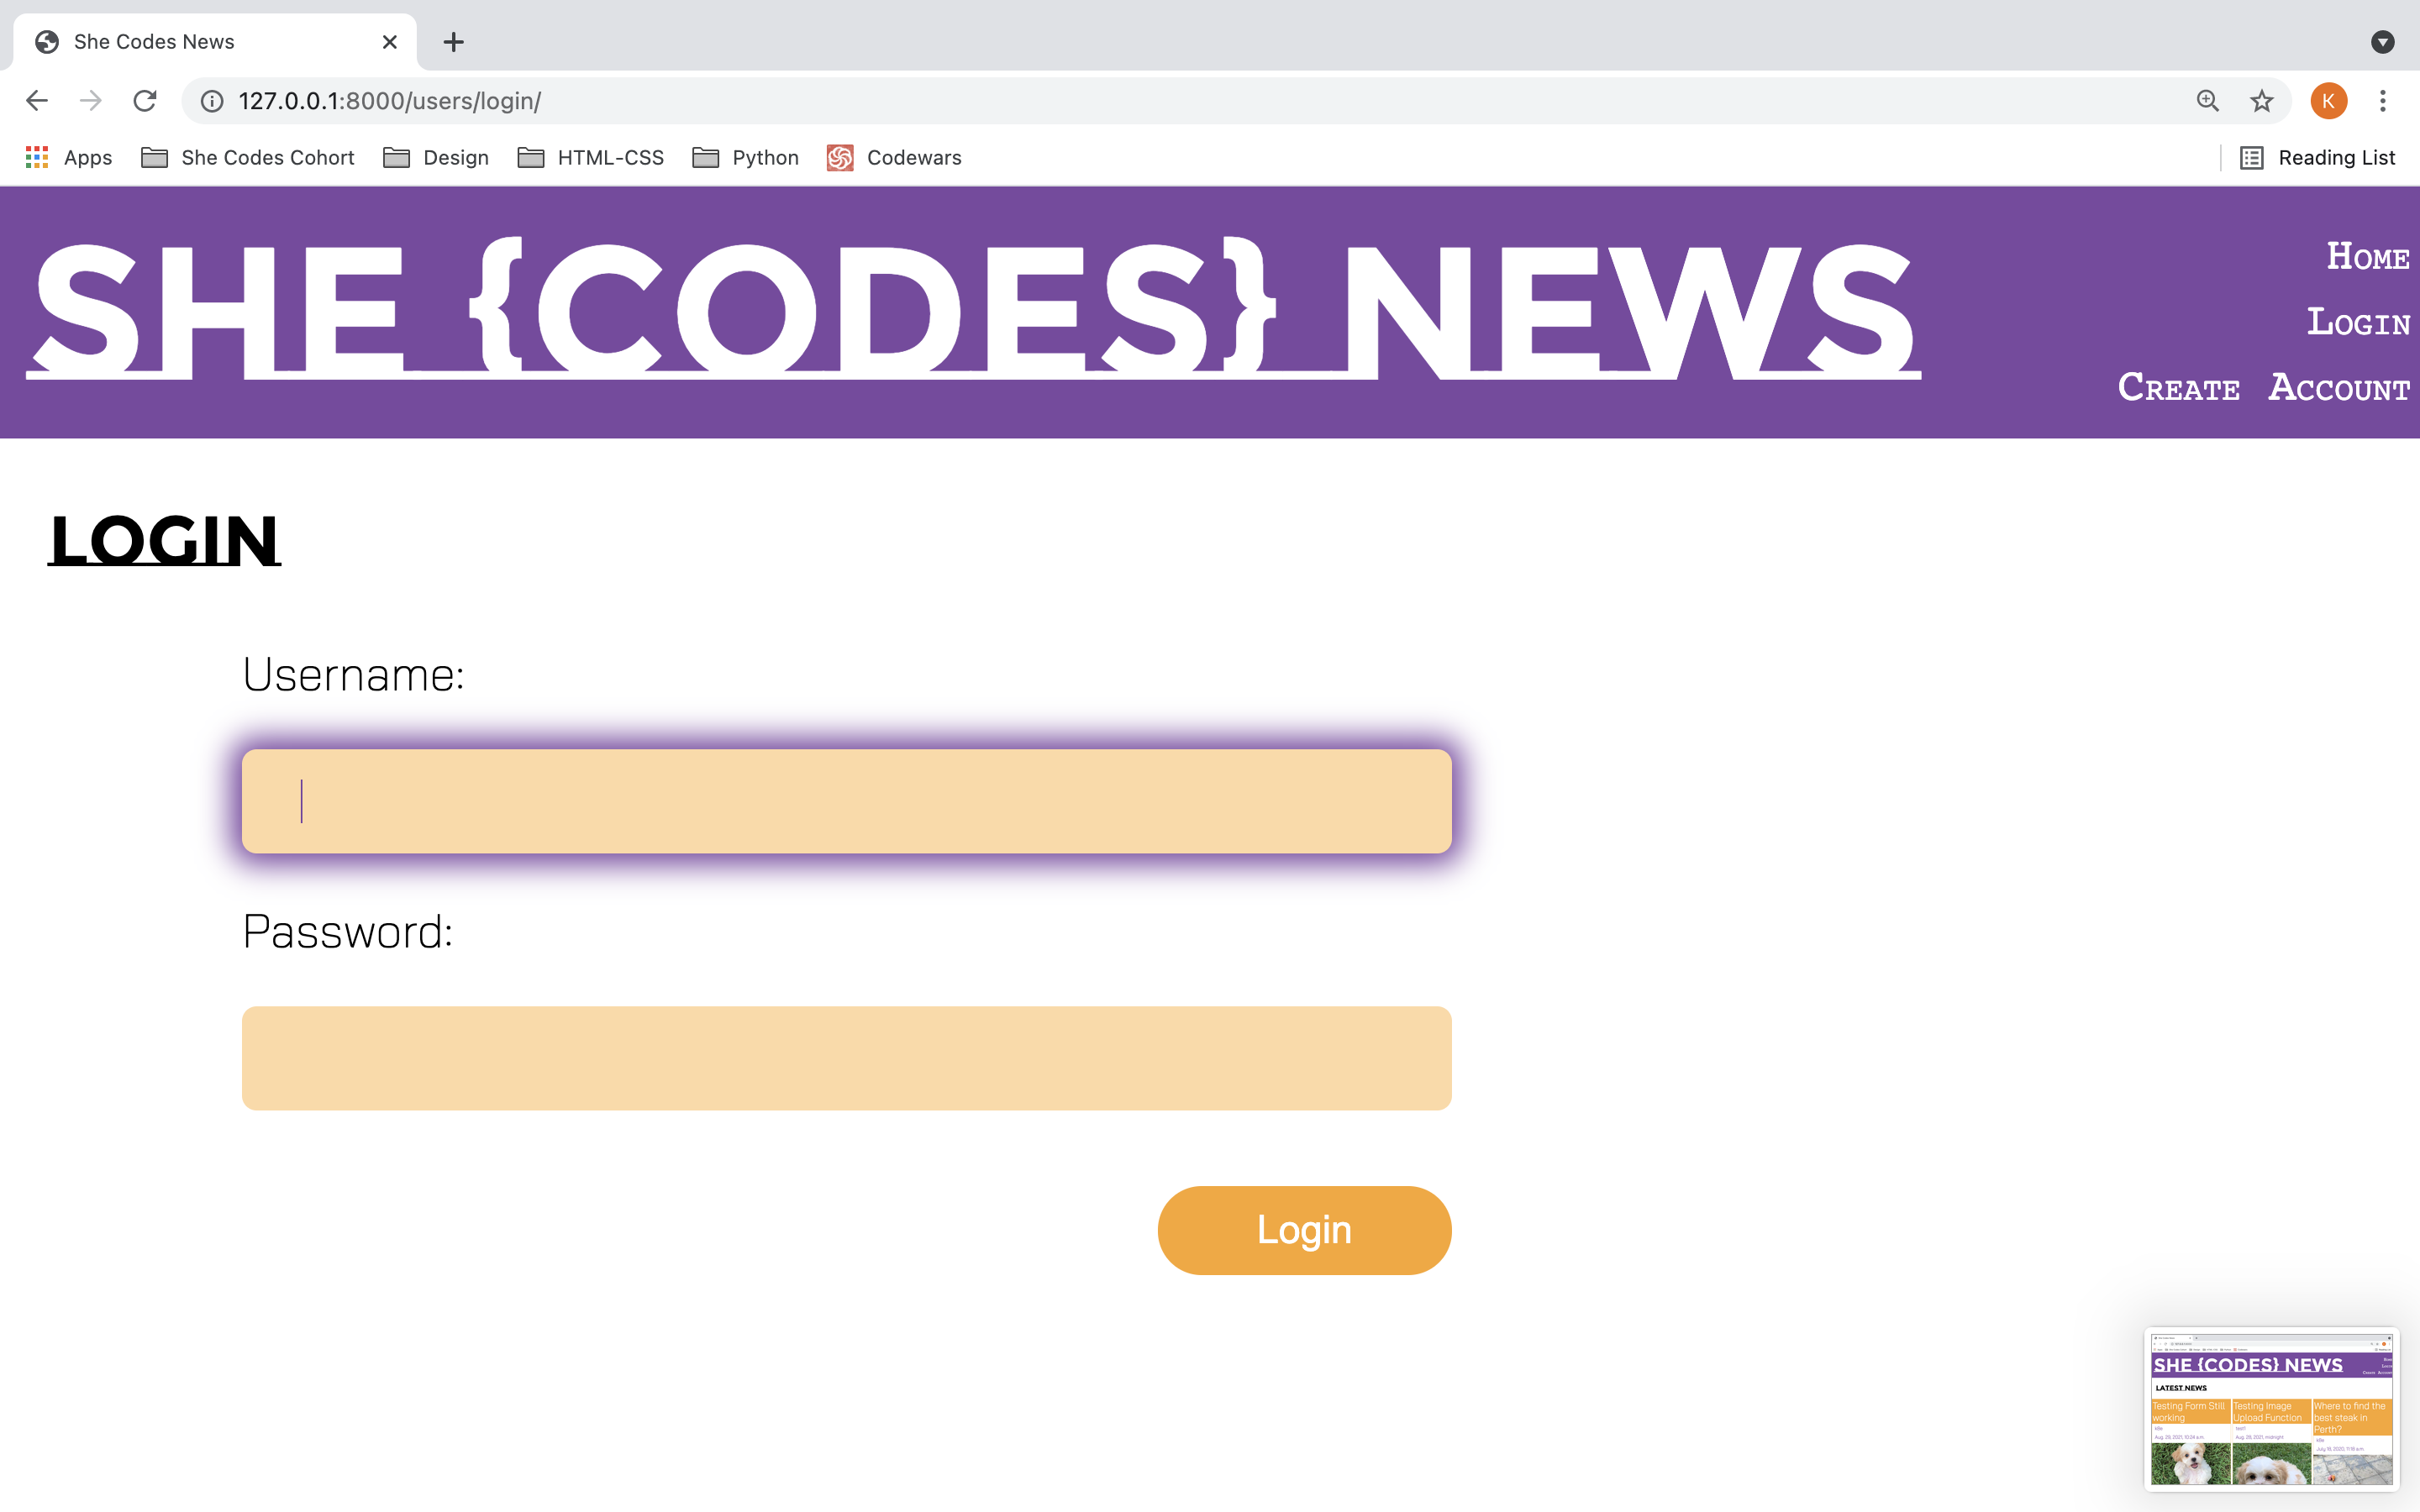 She Codes News
127.0.0.1:8000/users/login/
K
Apps She Codes Cohort Design HTML-CSS Python Codewars Reading List
SHE {CODES} NEWS
Home
Login
Create Account
LOGIN
Username:
Password:
Login
SHE {CODES} NEWS
LATEST NEWS
Testing Form Still working
Testing Image Upload Function
Where to find the best steak in Perth?